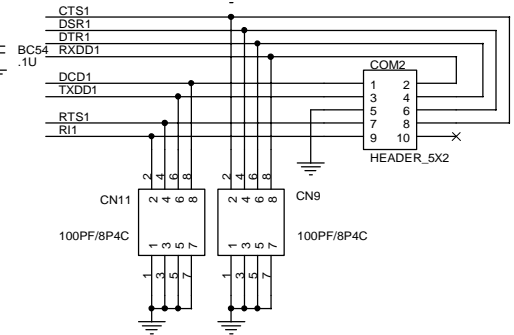 CTS1
DSR1
DTR1
BC54 RXDD1
.1U
COM2
DCD1
1 2
TXDD1
3 4
5 6
RTS1
7 8
RI1
9 10
HEADER_5X2
2 4 6 8 2 4 6 8
CN11 2 4 6 8 2 4 6 8 CN9
100PF/8P4C 1 3 5 7 1 3 5 7 100PF/8P4C
1 3 5 7 1 3 5 7